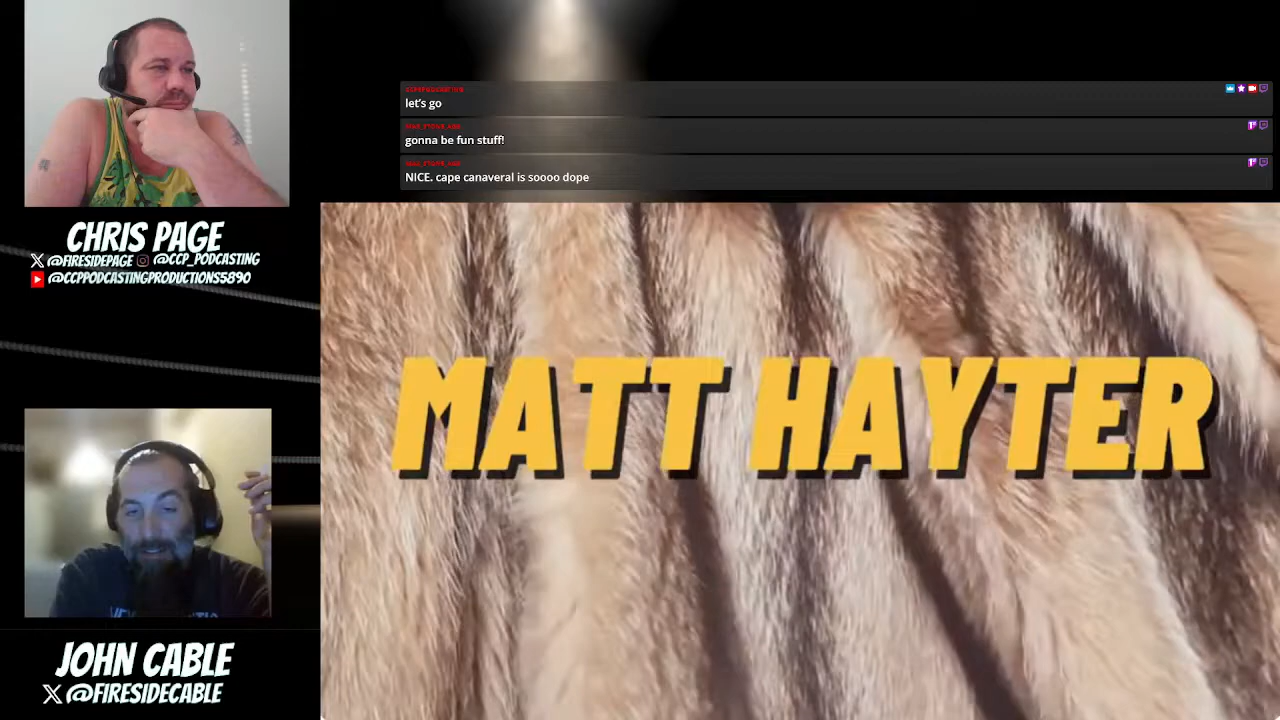 let's go
gonna be fun stuff!
NICE. cape canaveral is soooo dope
CHRIS PAGE
@FIRESIDEPAGE @CCP_PODCASTING
@CCPPODCASTINGPRODUCTIONS5890
MATT HAYTER
JOHN CABLE
@FIRESIDECABLE